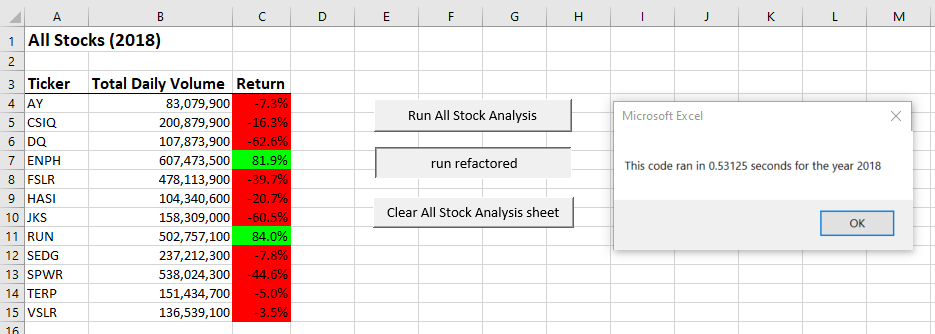 A B C D E F G H I J K L M
1 All Stocks (2018)
2
3 Ticker Total Daily Volume Return
4 AY 83,079,900 -7.3%
5 CSIQ 200,879,900 -16.3%
6 DQ 107,873,900 -62.6%
7 ENPH 607,473,500 81.9%
8 FSLR 478,113,900 -39.7%
9 HASI 104,340,600 -20.7%
10 JKS 158,309,000 -60.5%
11 RUN 502,757,100 84.0%
12 SEDG 237,212,300 -7.8%
13 SPWR 538,024,300 -44.6%
14 TERP 151,434,700 -5.0%
15 VSLR 136,539,100 -3.5%
16
Run All Stock Analysis
run refactored
Clear All Stock Analysis sheet
Microsoft Excel
This code ran in 0.53125 seconds for the year 2018
OK